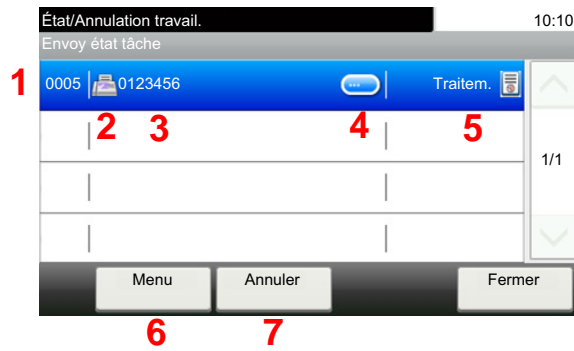 État/Annulation travail. 10:10
Envoy état tâche
1 0005 0123456 Traitem.
2 3 4 5
1/1
Menu Annuler Fermer
6 7